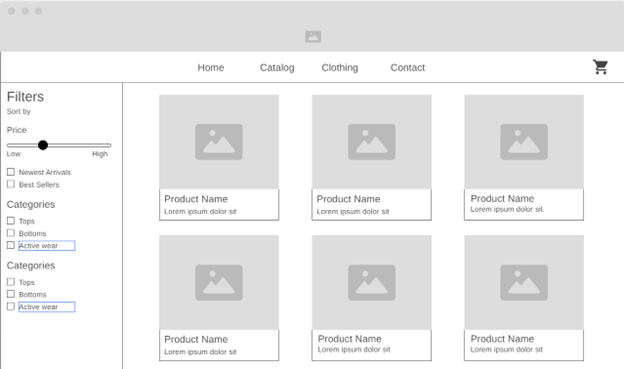 Home Catalog Clothing Contact
Filters
Sort by
Price
Low High
Newest Arrivals
Best Sellers
Categories
Tops
Bottoms
Active wear
Categories
Tops
Bottoms
Active wear
Product Name
Lorem ipsum dolor sit
Product Name
Lorem ipsum dolor sit
Product Name
Lorem ipsum dolor sit
Product Name
Lorem ipsum dolor sit
Product Name
Lorem ipsum dolor sit
Product Name
Lorem ipsum dolor sit